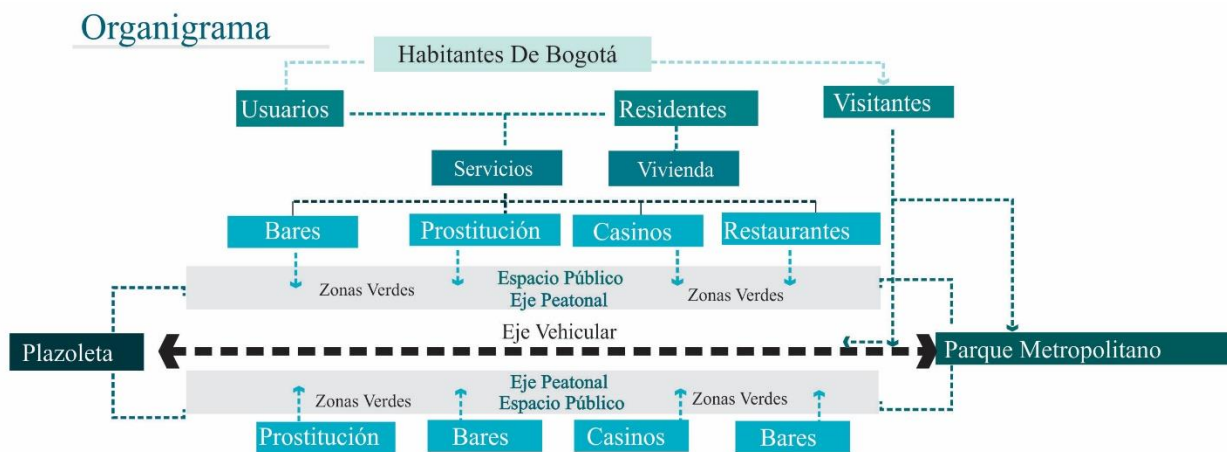 Organigrama
Habitantes De Bogotá
Usuarios
Residentes
Visitantes
Servicios
Vivienda
Bares
Prostitución
Casinos
Restaurantes
Zonas Verdes
Espacio Público
Eje Peatonal
Zonas Verdes
Eje Vehicular
Plazoleta
Parque Metropolitano
Zonas Verdes
Eje Peatonal
Espacio Público
Zonas Verdes
Prostitución
Bares
Casinos
Bares